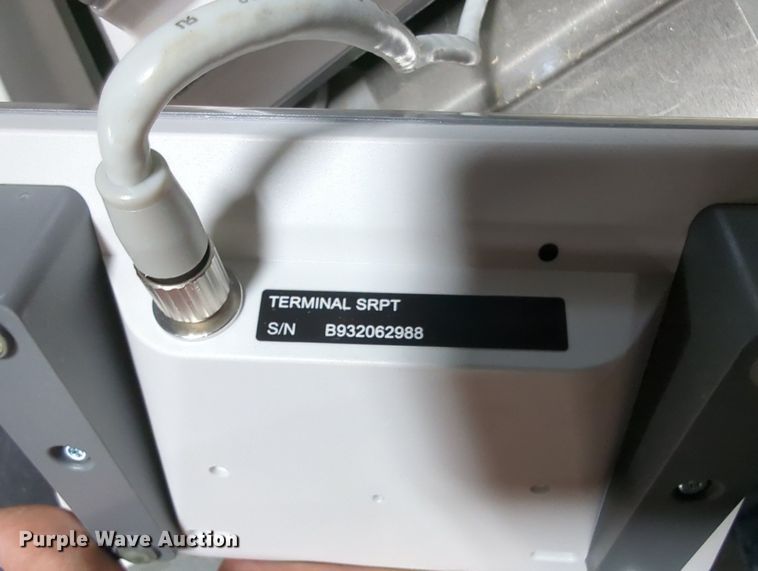 TERMINAL SRPT
S/N B932062988
Purple Wave Auction